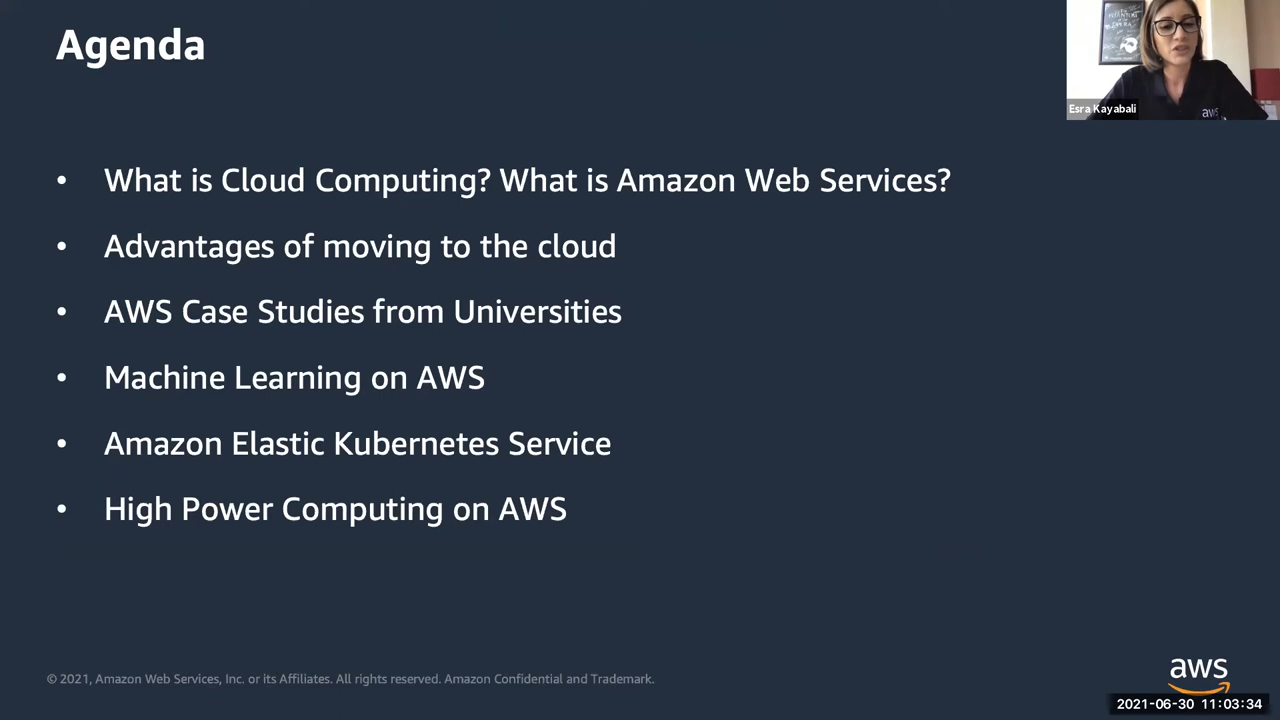 Agenda
Esra Kayabali
aws
• What is Cloud Computing? What is Amazon Web Services?
• Advantages of moving to the cloud
• AWS Case Studies from Universities
• Machine Learning on AWS
• Amazon Elastic Kubernetes Service
• High Power Computing on AWS
© 2021, Amazon Web Services, Inc. or its Affiliates. All rights reserved. Amazon Confidential and Trademark.
aws
2021-06-30 11:03:34